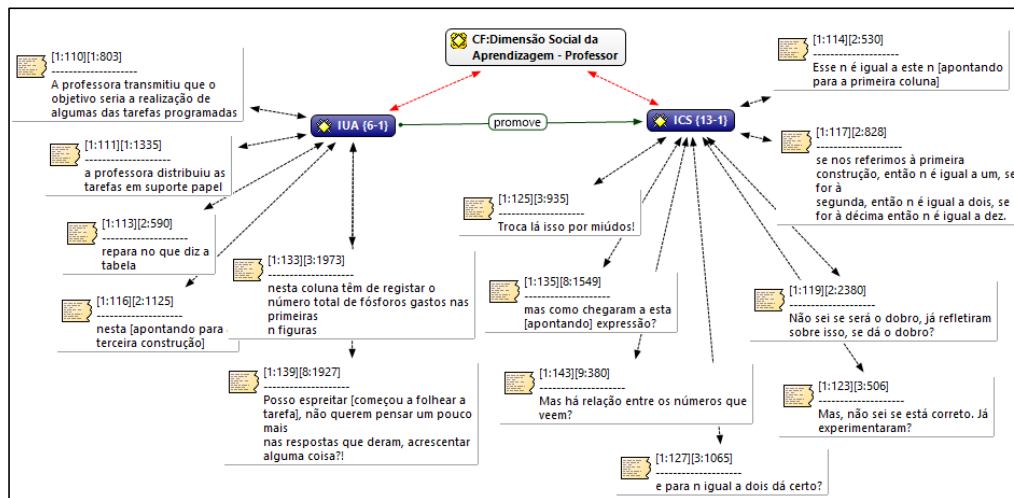 CF:Dimensão Social da
Aprendizagem - Professor
IUA {6-1}
promove
ICS {13-1}
[1:110][1:803]
--------------------
A professora transmitiu que o
objetivo seria a realização de
algumas das tarefas programadas
[1:111][1:1335]
--------------------
a professora distribuiu as
tarefas em suporte papel
[1:113][2:590]
--------------------
repara no que diz a
tabela
[1:116][2:1125]
--------------------
nesta [apontando para a
terceira construção]
[1:133][3:1973]
--------------------
nesta coluna têm de registar o
número total de fósforos gastos nas
primeiras
n figuras
[1:139][8:1927]
--------------------
Posso espreitar [começou a folhear a
tarefa], não querem pensar um pouco
mais
nas respostas que deram, acrescentar
alguma coisa?!
[1:125][3:935]
--------------------
Troca lá isso por miúdos!
[1:135][8:1549]
--------------------
mas como chegaram a esta
[apontando] expressão?
[1:143][9:380]
--------------------
Mas há relação entre os números que
veem?
[1:127][3:1065]
--------------------
e para n igual a dois dá certo?
[1:114][2:530]
--------------------
Esse n é igual a este n [apontando
para a primeira coluna]
[1:117][2:828]
--------------------
se nos referimos à primeira
construção, então n é igual a um, se
for à
segunda, então n é igual a dois, se
for à décima então n é igual a dez.
[1:119][2:2380]
--------------------
Não sei se será o dobro, já refletiram
sobre isso, se dá o dobro?
[1:123][3:506]
--------------------
Mas, não sei se está correto. Já
experimentaram?